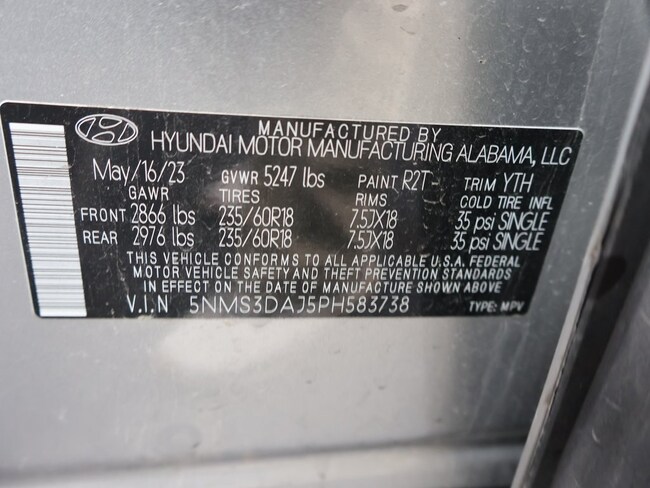 MANUFACTURED BY
HYUNDAI MOTOR MANUFACTURING ALABAMA, LLC
May/16/23 GVWR 5247 lbs PAINT R2T- TRIM YTH
GAWR TIRES RIMS COLD TIRE INFL
FRONT 2866 lbs 235/60R18 7.5JX18 35 psi SINGLE
REAR 2976 lbs 235/60R18 7.5JX18 35 psi SINGLE
THIS VEHICLE CONFORMS TO ALL APPLICABLE U.S.A. FEDERAL
MOTOR VEHICLE SAFETY AND THEFT PREVENTION STANDARDS
IN EFFECT ON THE DATE OF MANUFACTURE SHOWN ABOVE
V.I.N 5NMS3DAJ5PH583738 TYPE: MPV